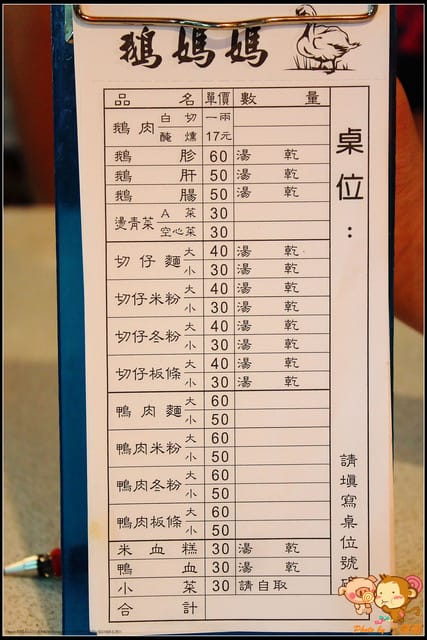 鵝媽媽
品名 單價 數量
鵝肉 白切 一兩
醃燻 17元
鵝胗 60 湯 乾
鵝肝 50 湯 乾
鵝腸 50 湯 乾
燙青菜 A菜 30
空心菜 30
切仔麵 大 40 湯 乾
小 30 湯 乾
切仔米粉 大 40 湯 乾
小 30 湯 乾
切仔冬粉 大 40 湯 乾
小 30 湯 乾
切仔板條 大 40 湯 乾
小 30 湯 乾
鴨肉麵 大 60
小 50
鴨肉米粉 大 60
小 50
鴨肉冬粉 大 60
小 50
鴨肉板條 大 60
小 50
米血糕 30 湯 乾
鴨血 30 湯 乾
小菜 30 請自取
合計
桌位：
請填寫桌位號